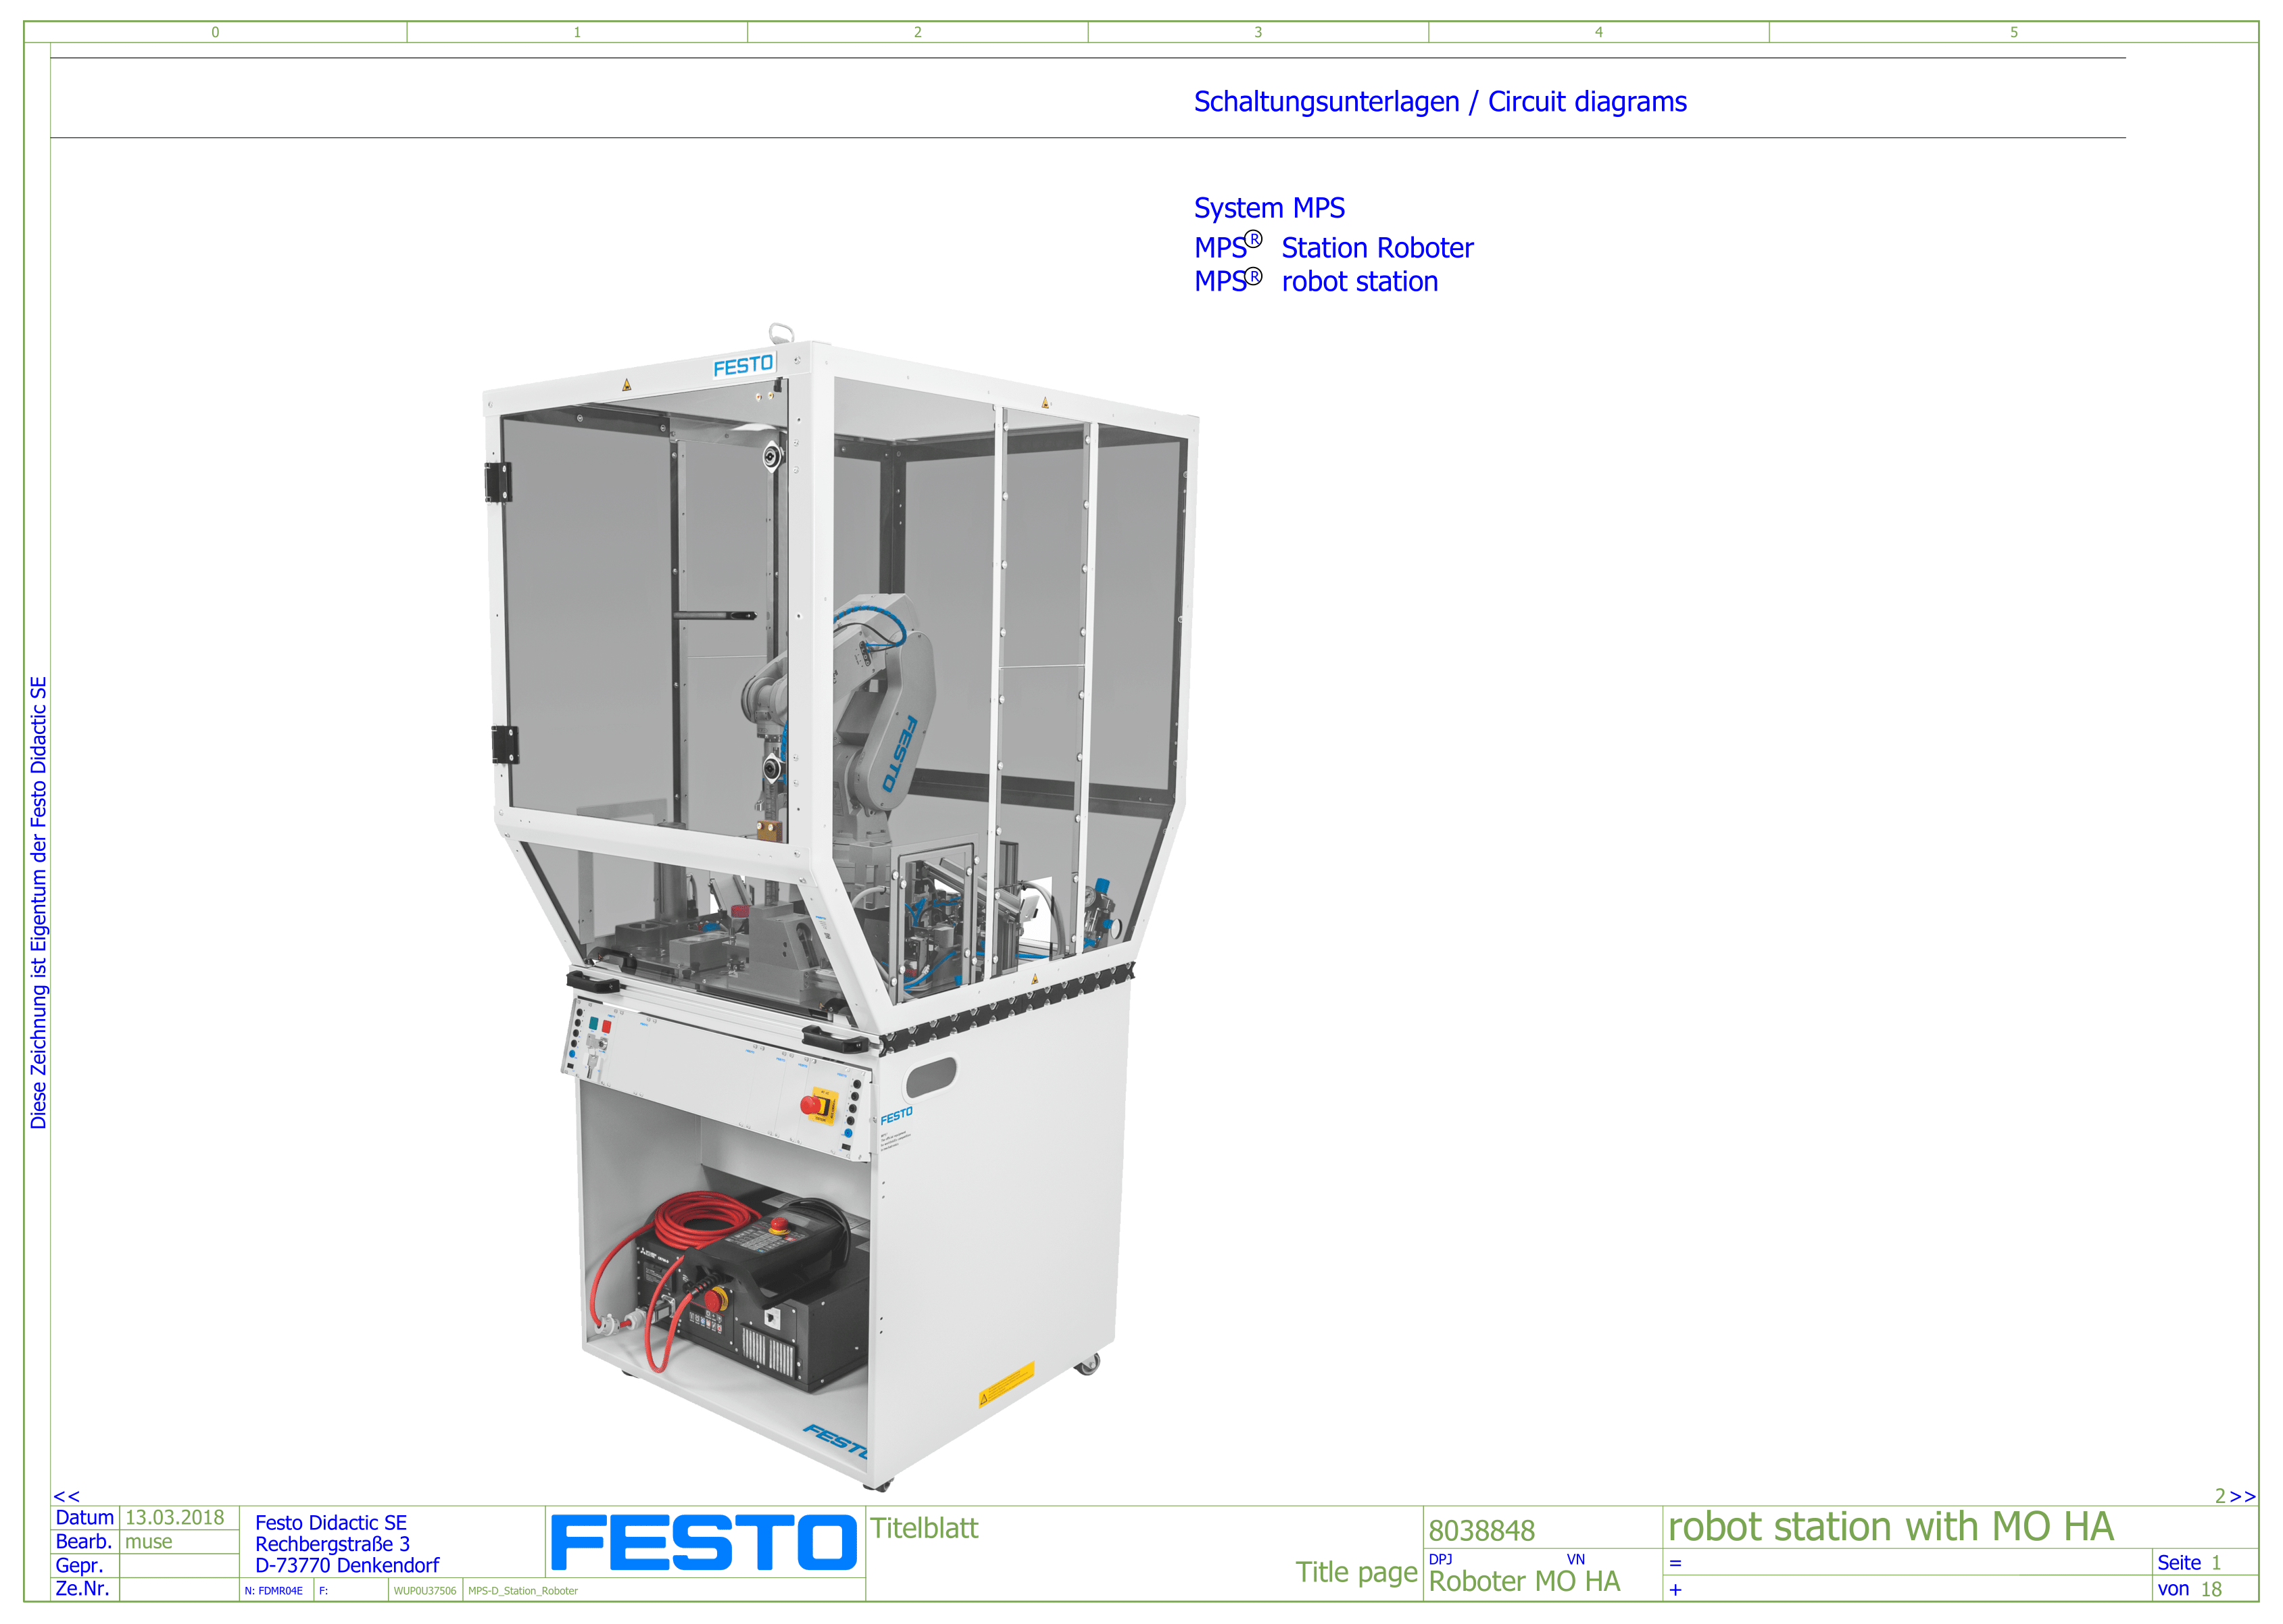 0 1 2 3 4 5
Schaltungsunterlagen / Circuit diagrams
System MPS
MPS® Station Roboter
MPS® robot station
FESTO
FESTO
FESTO
FESTO
Diese Zeichnung ist Eigentum der Festo Didactic SE
<< 2 >>
Datum 13.03.2018
Bearb. muse
Gepr.
Ze.Nr.
Festo Didactic SE
Rechbergstraße 3
D-73770 Denkendorf
N: FDMR04E F: WUP0U37506 MPS-D_Station_Roboter
FESTO
Titelblatt
Title page
8038848
DPJ VN
Roboter MO HA
robot station with MO HA
=
+
Seite 1
von 18